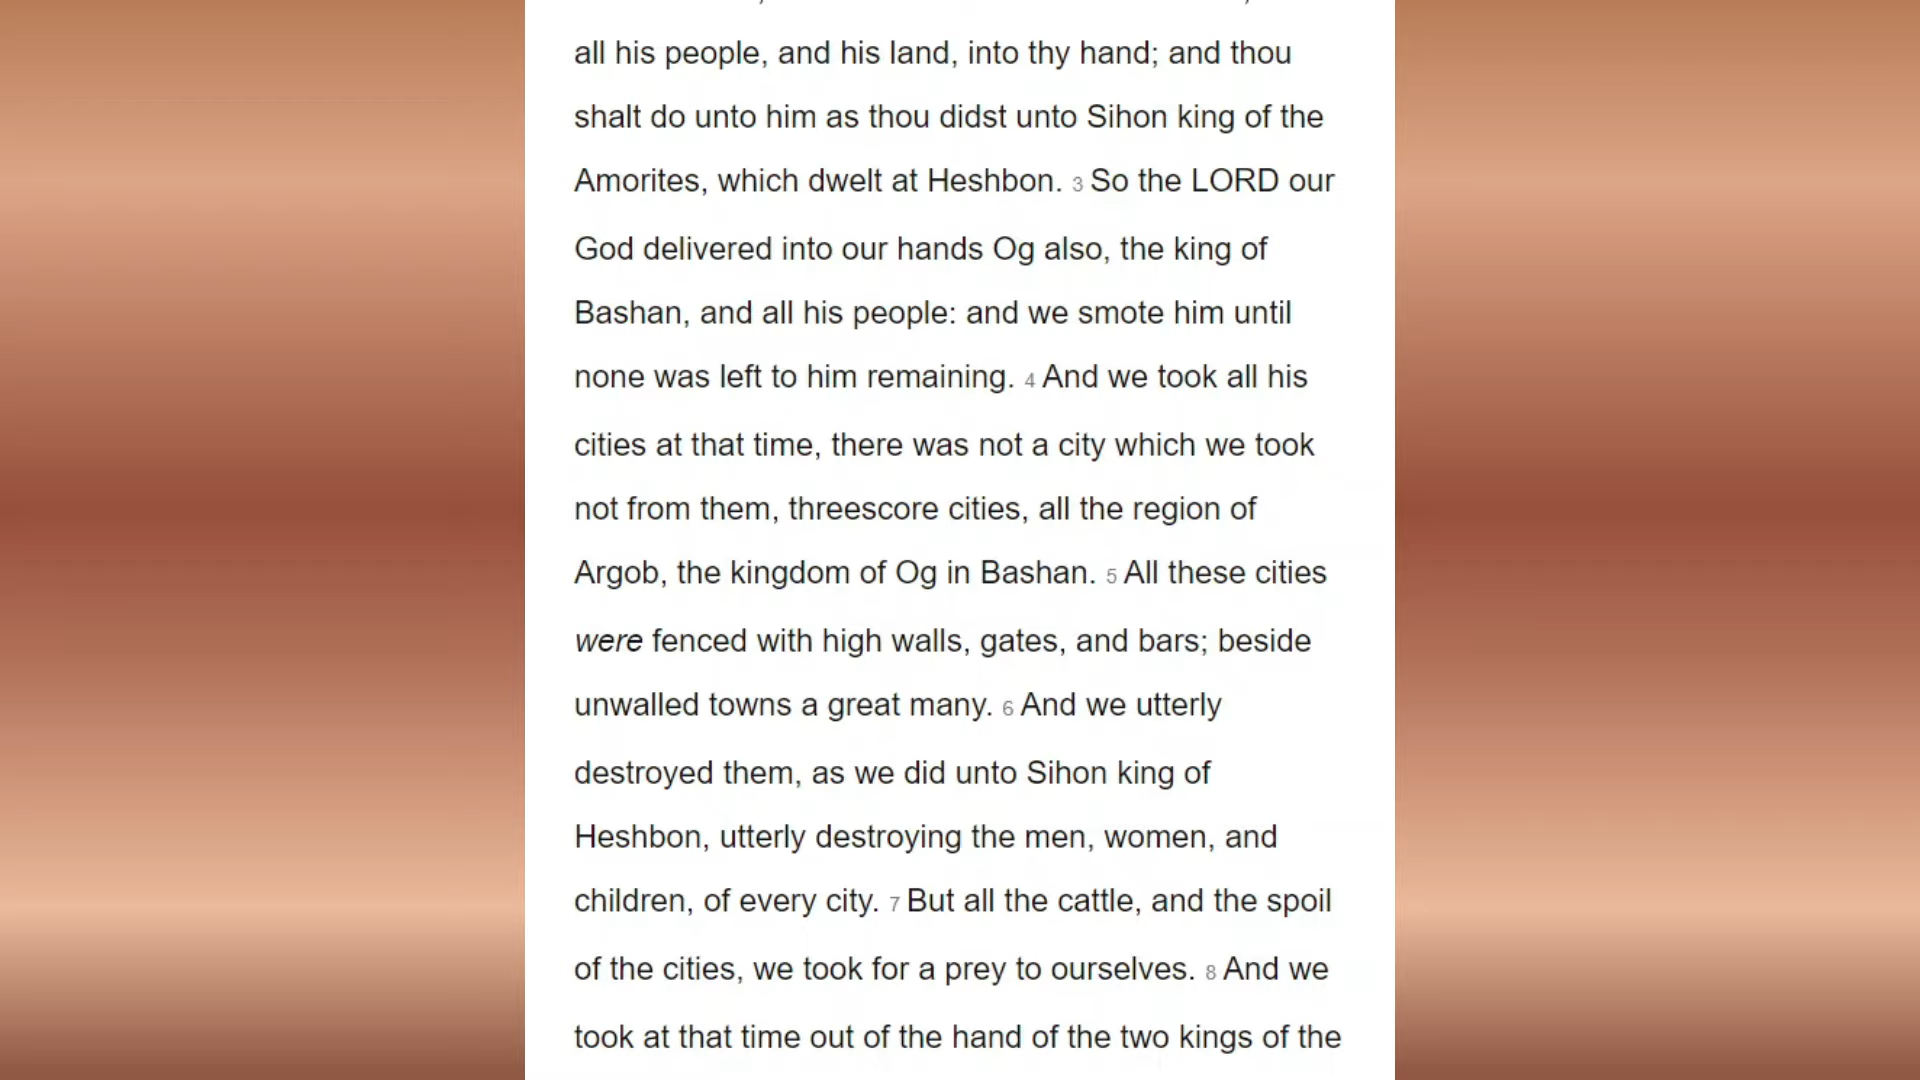 all his people, and his land, into thy hand; and thou
shalt do unto him as thou didst unto Sihon king of the
Amorites, which dwelt at Heshbon. 3 So the LORD our
God delivered into our hands Og also, the king of
Bashan, and all his people: and we smote him until
none was left to him remaining. 4 And we took all his
cities at that time, there was not a city which we took
not from them, threescore cities, all the region of
Argob, the kingdom of Og in Bashan. 5 All these cities
were fenced with high walls, gates, and bars; beside
unwalled towns a great many. 6 And we utterly
destroyed them, as we did unto Sihon king of
Heshbon, utterly destroying the men, women, and
children, of every city. 7 But all the cattle, and the spoil
of the cities, we took for a prey to ourselves. 8 And we
took at that time out of the hand of the two kings of the